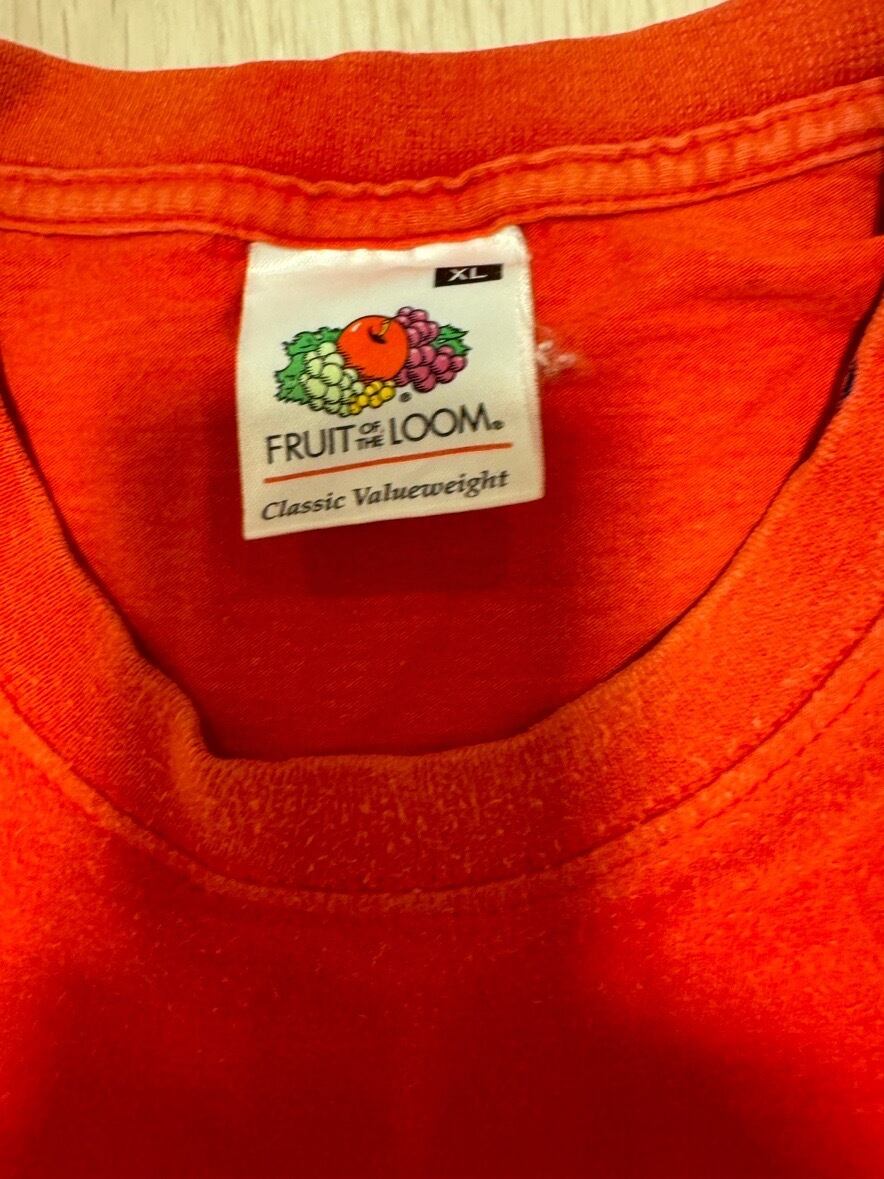 XL
FRUIT OF THE LOOM®
Classic Valueweight